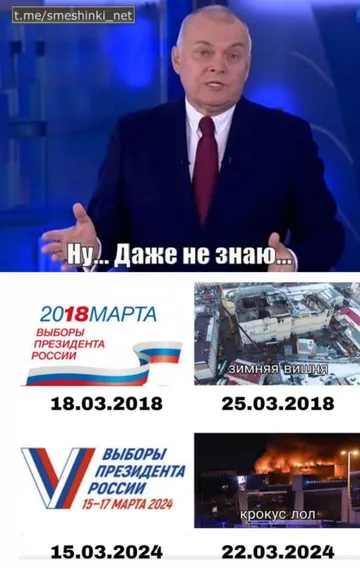 t.me/smeshinki_net
Ну... Даже не знаю...
2018МАРТА
ВЫБОРЫ
ПРЕЗИДЕНТА
РОССИИ
зимняя вишня
18.03.2018
25.03.2018
ВЫБОРЫ
ПРЕЗИДЕНТА
РОССИИ
15–17 МАРТА 2024
крокус лол
15.03.2024
22.03.2024